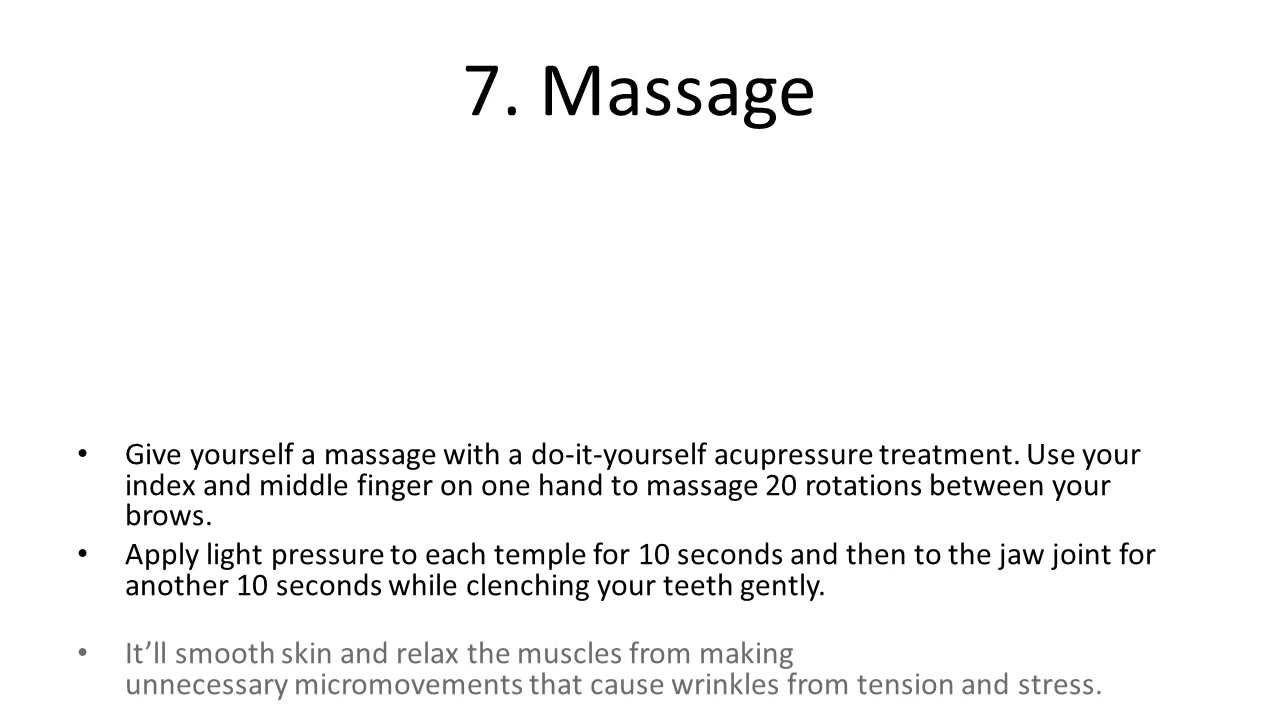 7. Massage
• Give yourself a massage with a do-it-yourself acupressure treatment. Use your
index and middle finger on one hand to massage 20 rotations between your
brows.
• Apply light pressure to each temple for 10 seconds and then to the jaw joint for
another 10 seconds while clenching your teeth gently.
• It’ll smooth skin and relax the muscles from making
unnecessary micromovements that cause wrinkles from tension and stress.